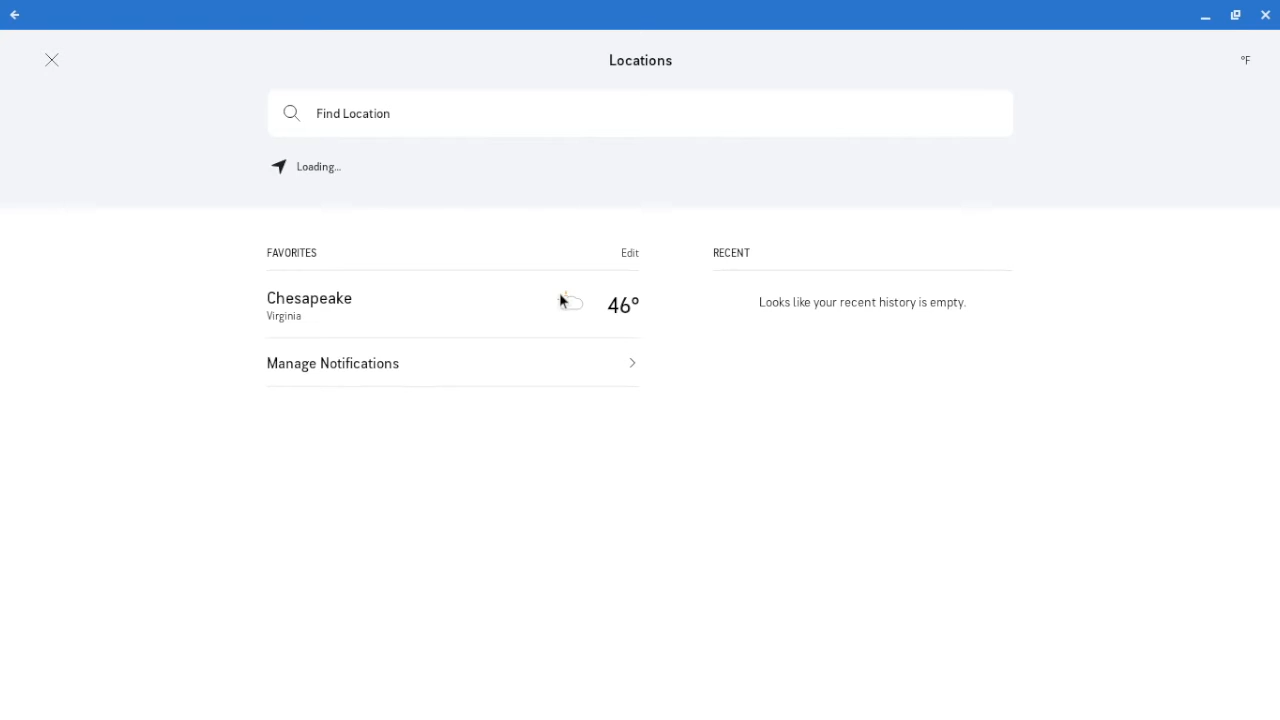 Locations
°F
Find Location
Loading...
FAVORITES
Edit
RECENT
Chesapeake
Virginia
46°
Looks like your recent history is empty.
Manage Notifications